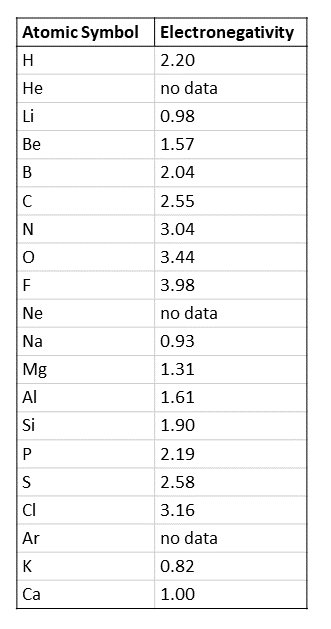 Atomic Symbol Electronegativity
H 2.20
He no data
Li 0.98
Be 1.57
B 2.04
C 2.55
N 3.04
O 3.44
F 3.98
Ne no data
Na 0.93
Mg 1.31
Al 1.61
Si 1.90
P 2.19
S 2.58
Cl 3.16
Ar no data
K 0.82
Ca 1.00